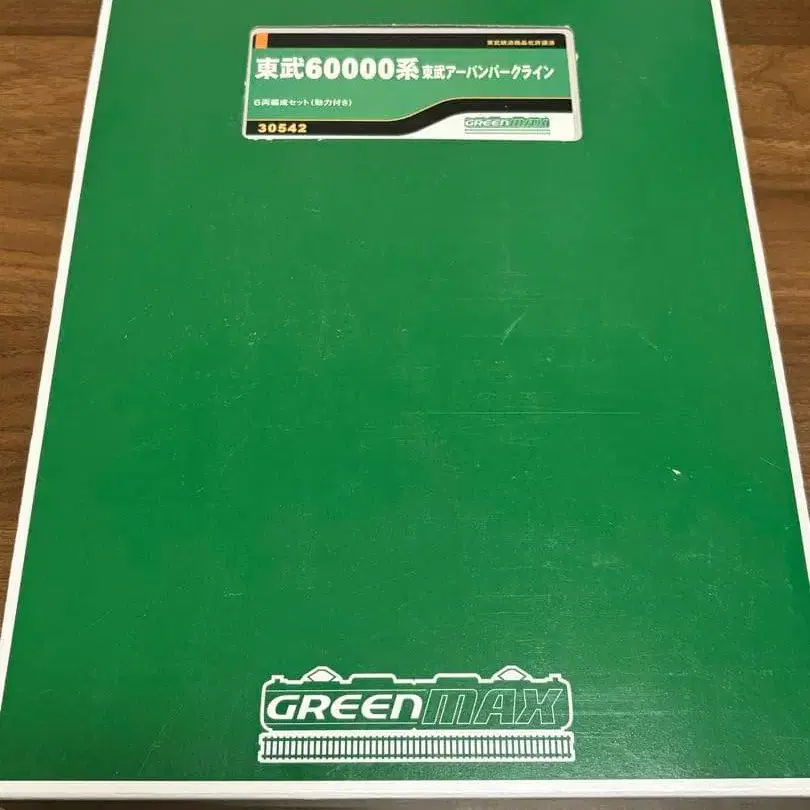 東武鉄道商品化許諾済
東武60000系 東武アーバンパークライン
6両編成セット(動力付き)
30542
GREENMAX
GREENMAX